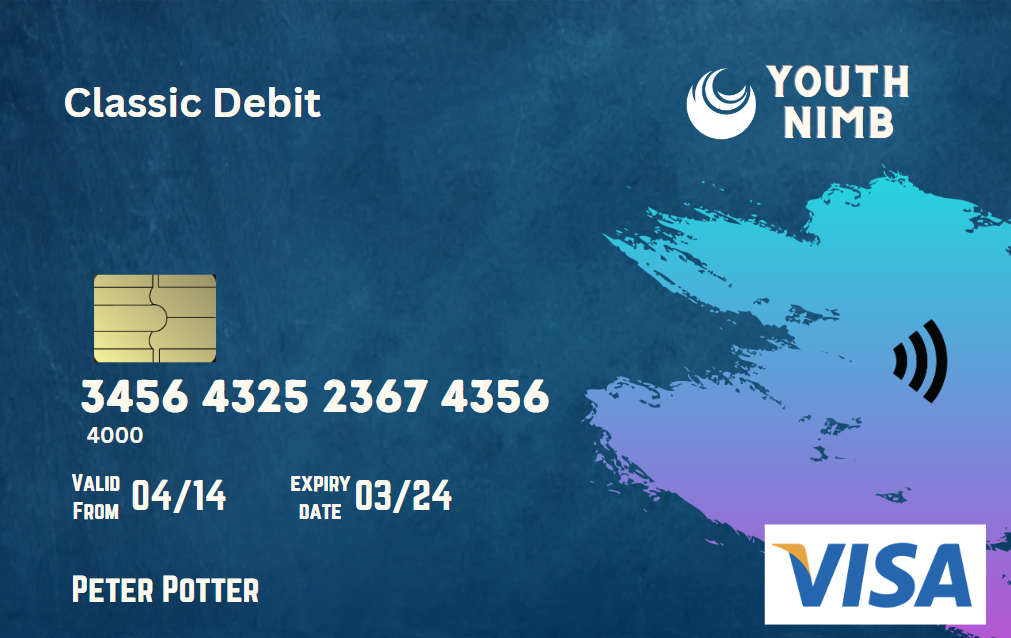 Classic Debit
YOUTH
NIMB
3456 4325 2367 4356
4000
VALID
FROM
04/14
EXPIRY
DATE
03/24
PETER POTTER
VISA